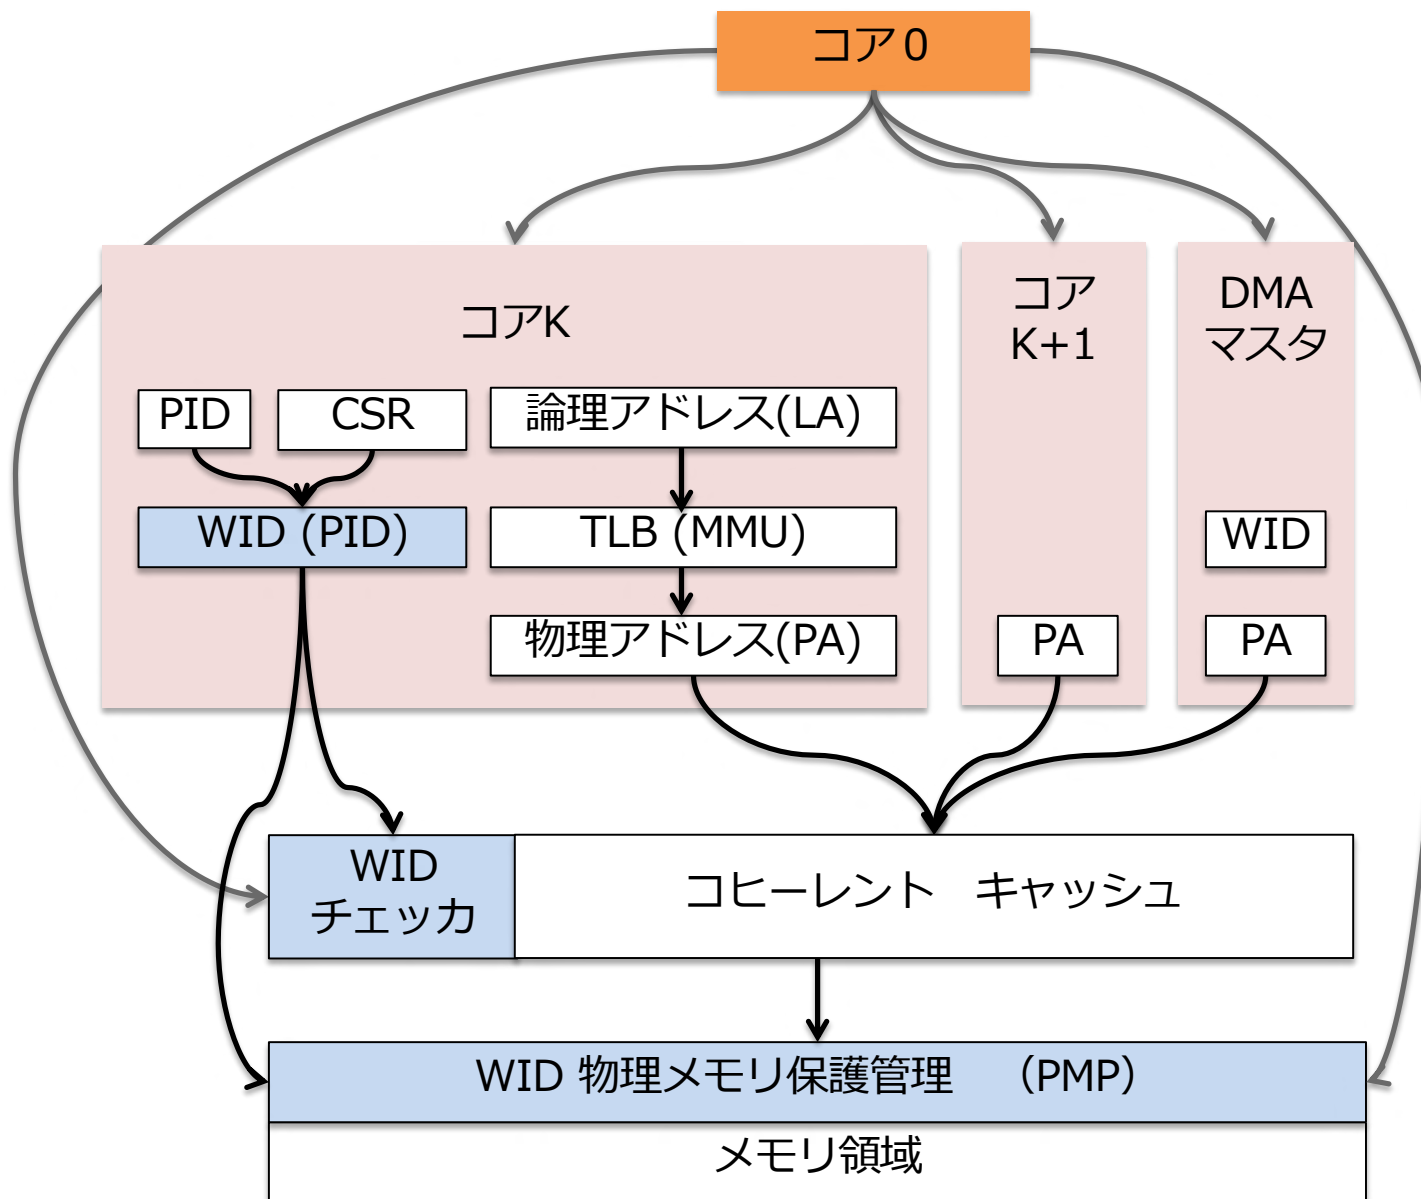 コア0
コアK
コア
K+1
DMA
マスタ
PID
CSR
論理アドレス(LA)
WID (PID)
TLB (MMU)
WID
物理アドレス(PA)
PA
PA
WID
チェッカ
コヒーレント　キャッシュ
WID 物理メモリ保護管理　（PMP）
メモリ領域